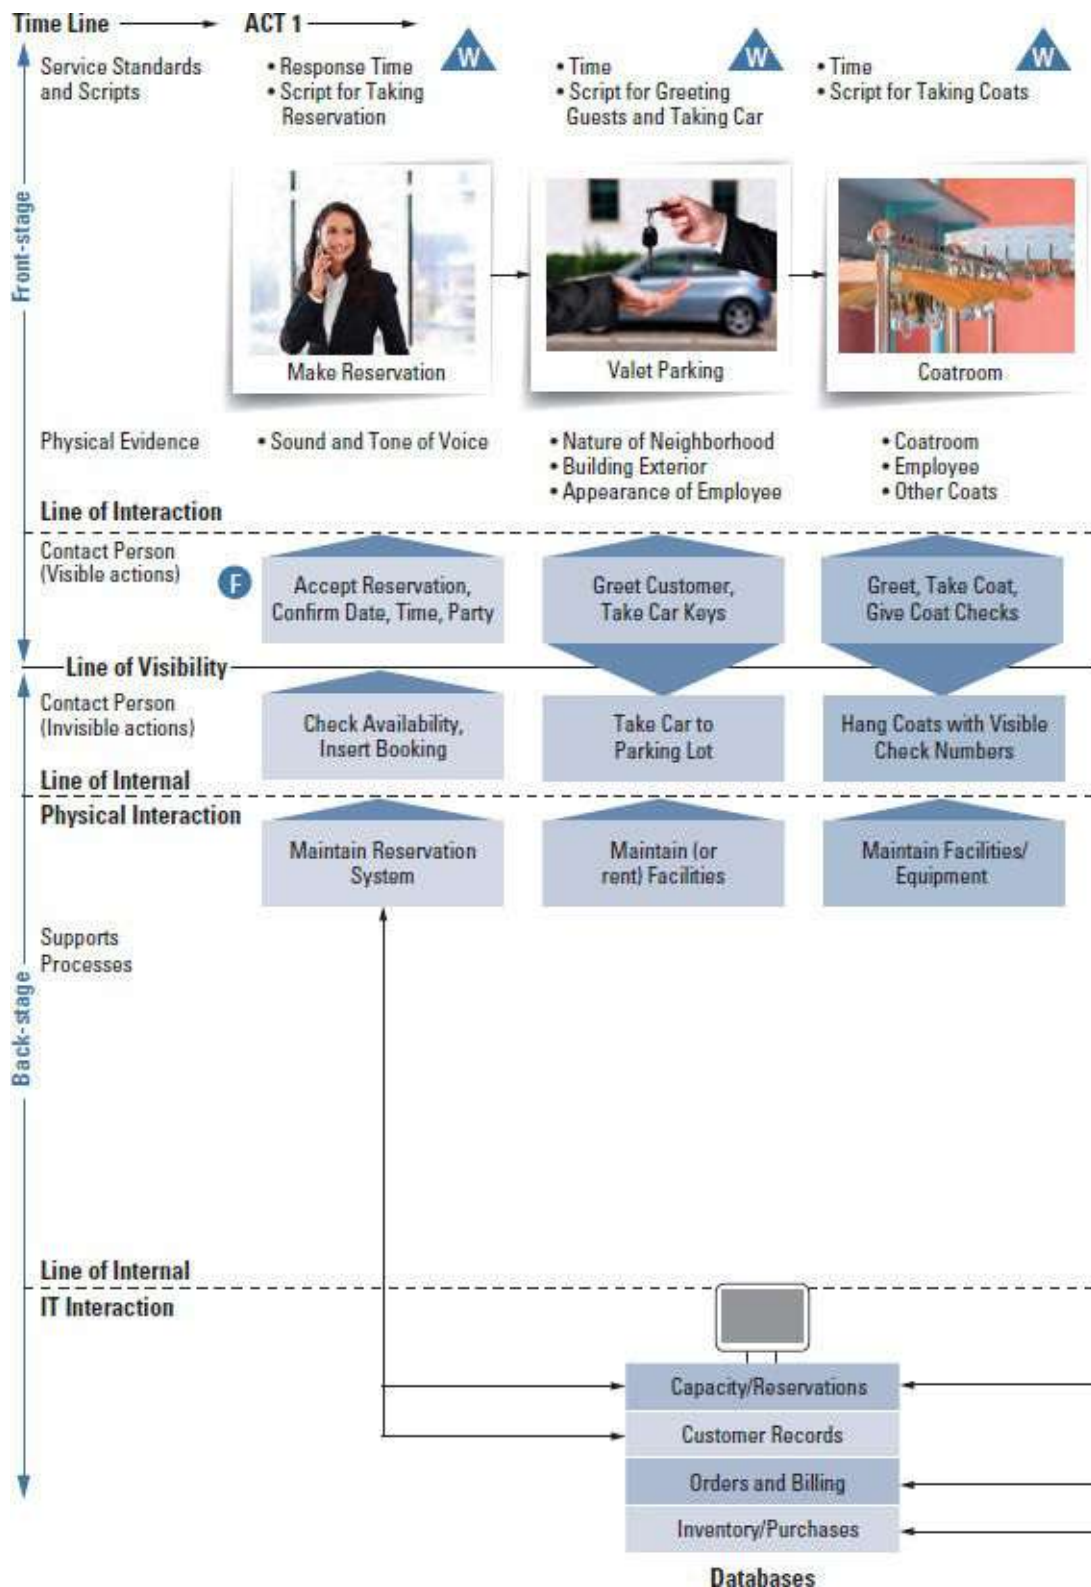 Time Line
ACT 1
Service Standards
and Scripts
• Response Time
• Script for Taking
Reservation
W
• Time
• Script for Greeting
Guests and Taking Car
W
• Time
• Script for Taking Coats
W
Front-stage
Make Reservation
Valet Parking
Coatroom
Physical Evidence
• Sound and Tone of Voice
• Nature of Neighborhood
• Building Exterior
• Appearance of Employee
• Coatroom
• Employee
• Other Coats
Line of Interaction
Contact Person
(Visible actions)
F
Accept Reservation,
Confirm Date, Time, Party
Greet Customer,
Take Car Keys
Greet, Take Coat,
Give Coat Checks
Line of Visibility
Contact Person
(Invisible actions)
Check Availability,
Insert Booking
Take Car to
Parking Lot
Hang Coats with Visible
Check Numbers
Line of Internal
Physical Interaction
Maintain Reservation
System
Maintain (or
rent) Facilities
Maintain Facilities/
Equipment
Supports
Processes
Back-stage
Line of Internal
IT Interaction
Capacity/Reservations
Customer Records
Orders and Billing
Inventory/Purchases
Databases